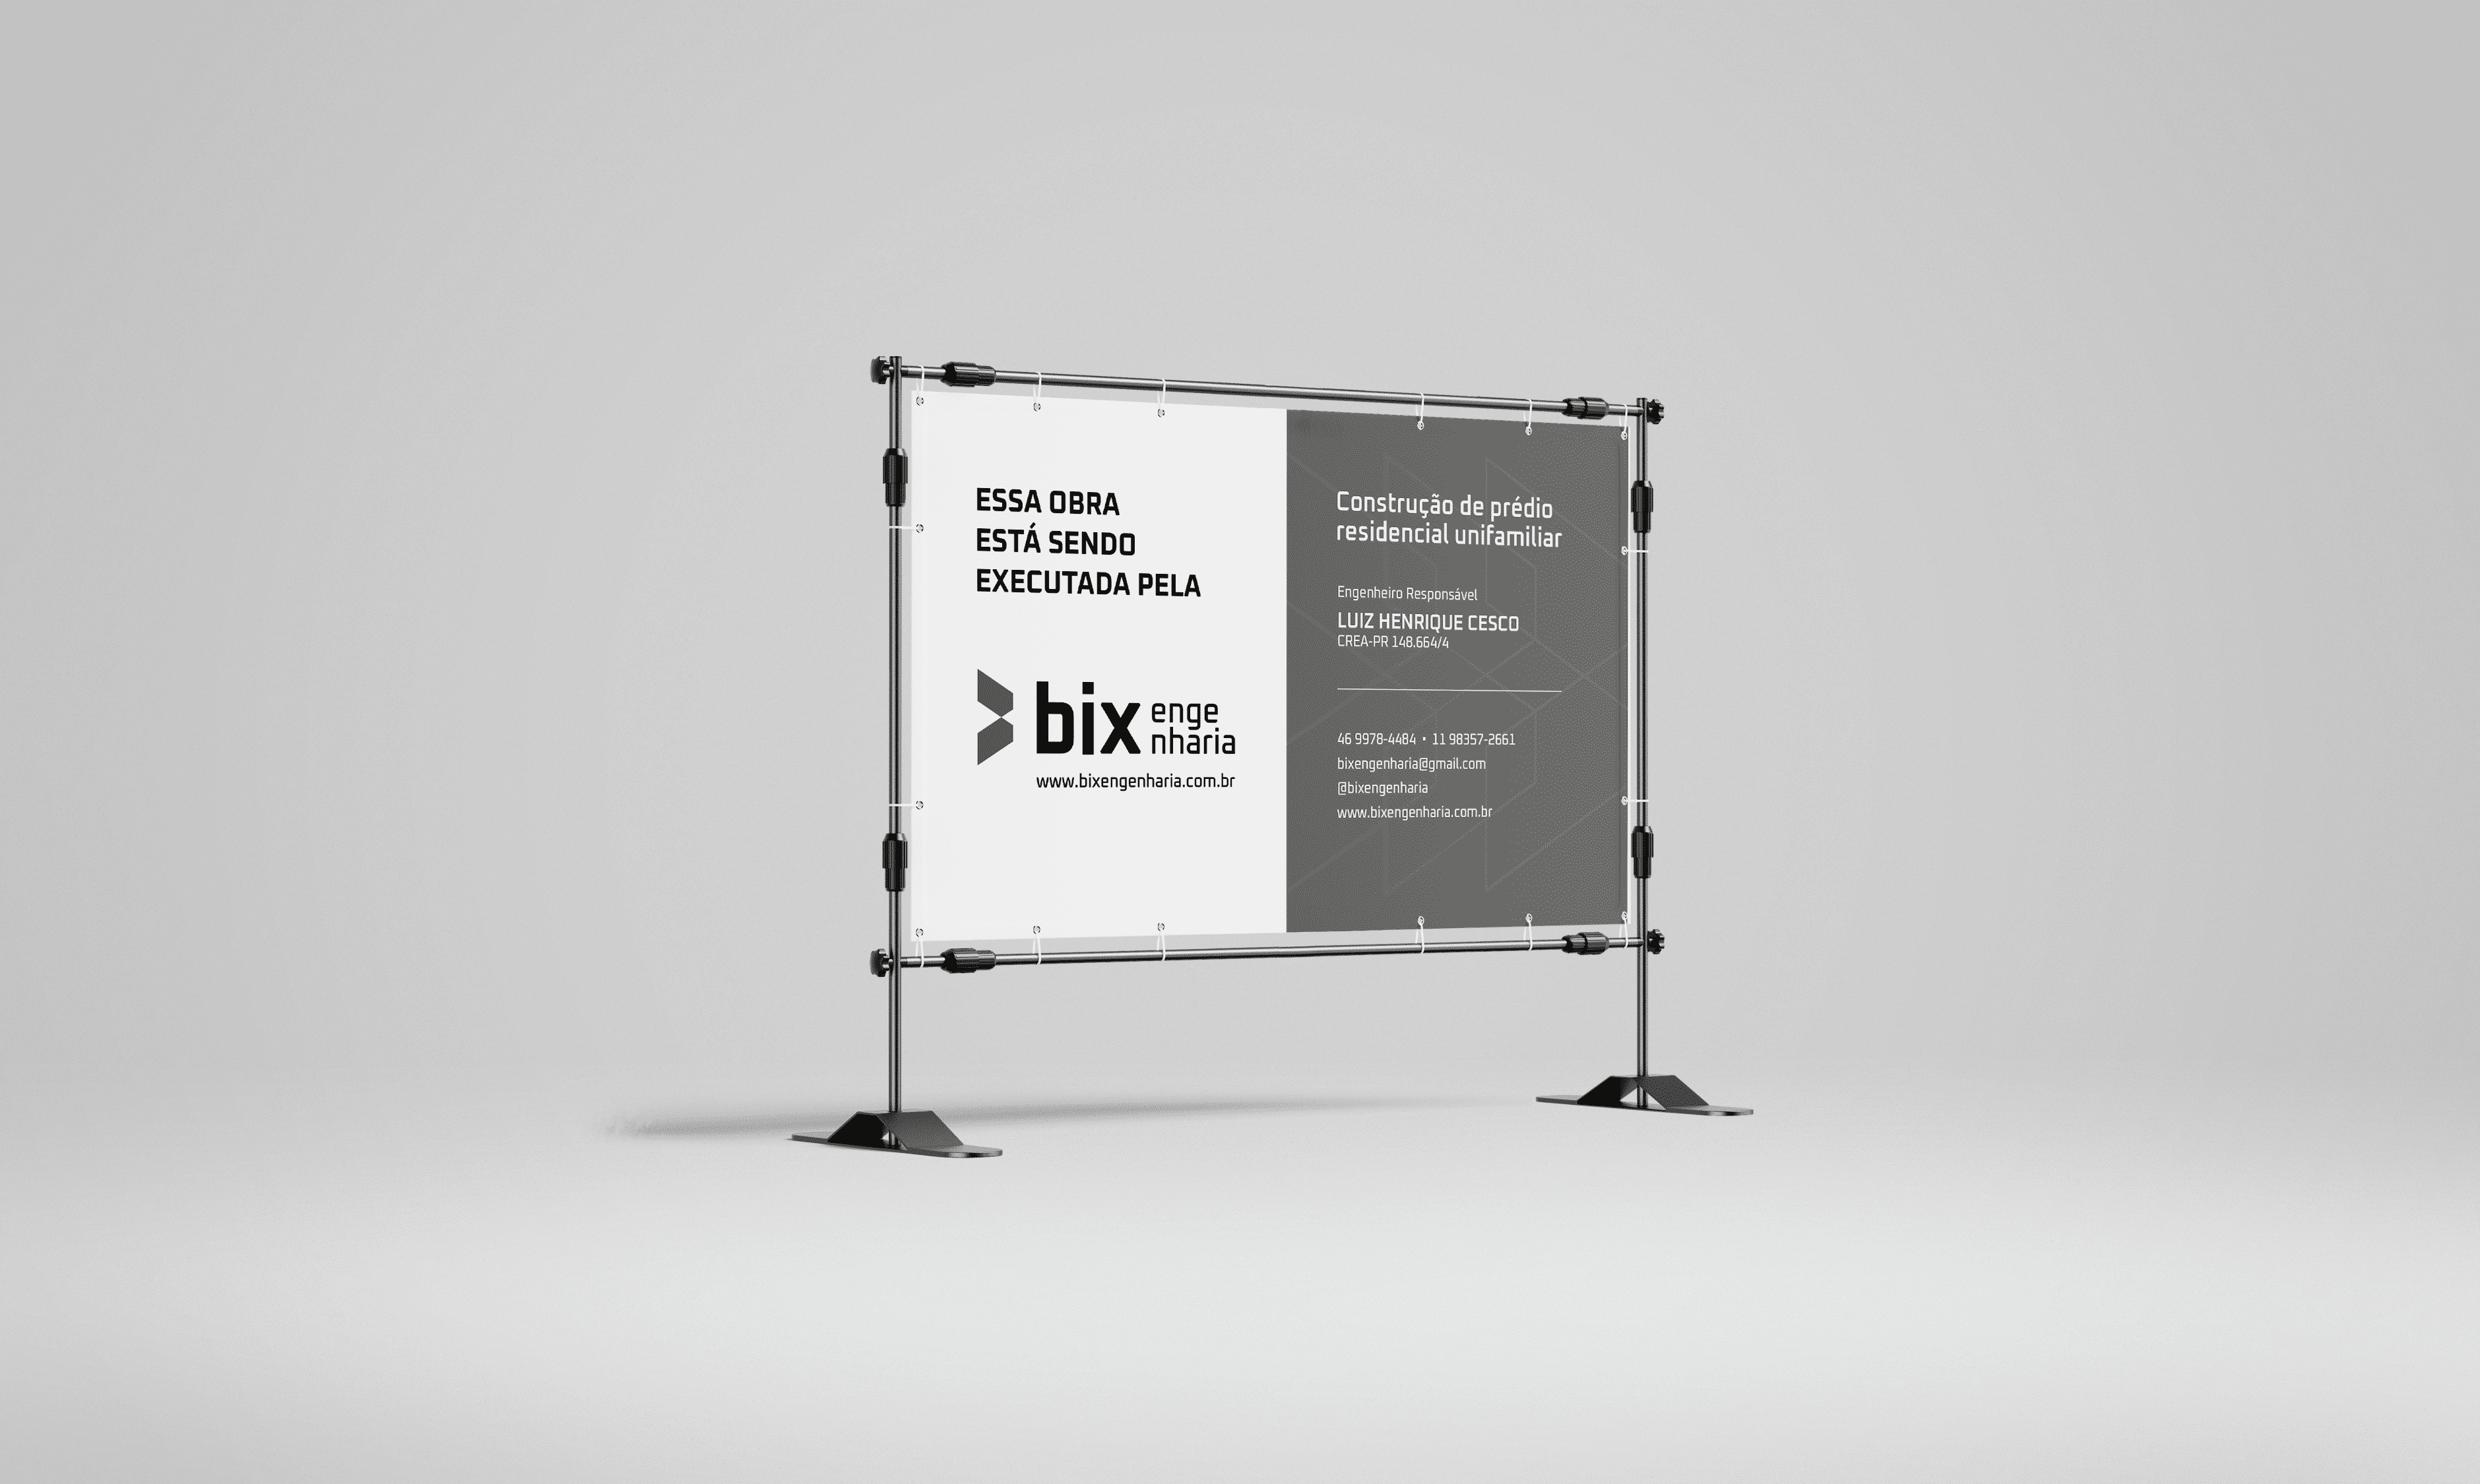 ESSA OBRA
ESTÁ SENDO
EXECUTADA PELA
bix enge
nharia
www.bixengenharia.com.br
Construção de prédio
residencial unifamiliar
Engenheiro Responsável
LUIZ HENRIQUE CESCO
CREA-PR 148.664/4
46 9978-4484 • 11 98357-2661
bixengenharia@gmail.com
@bixengenharia
www.bixengenharia.com.br